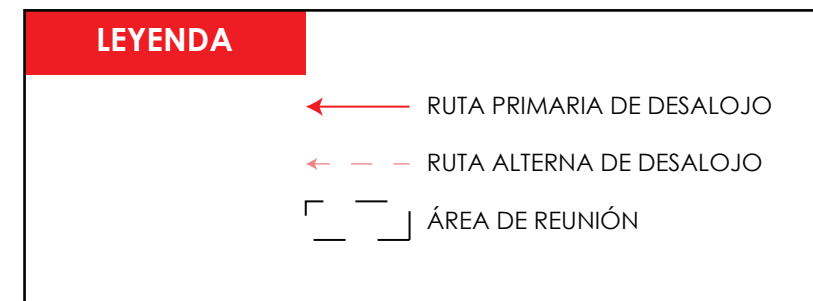 LEYENDA
RUTA PRIMARIA DE DESALOJO
RUTA ALTERNA DE DESALOJO
ÁREA DE REUNIÓN